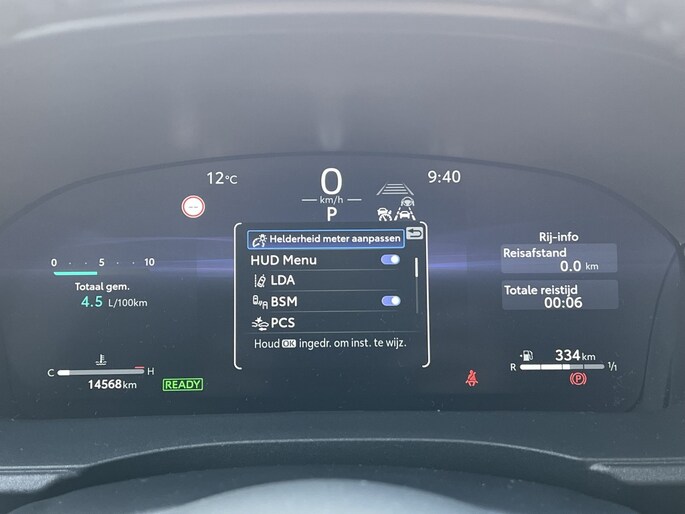 12°C
0
km/h
P
9:40
--
Helderheid meter aanpassen
HUD Menu
LDA
BSM
PCS
Houd OK ingedr. om inst. te wijz.
0 5 10
Totaal gem.
4.5 L/100km
Rij-info
Reisafstand
0.0 km
Totale reistijd
00:06
C H
14568km
READY
334km
R 1/1
P